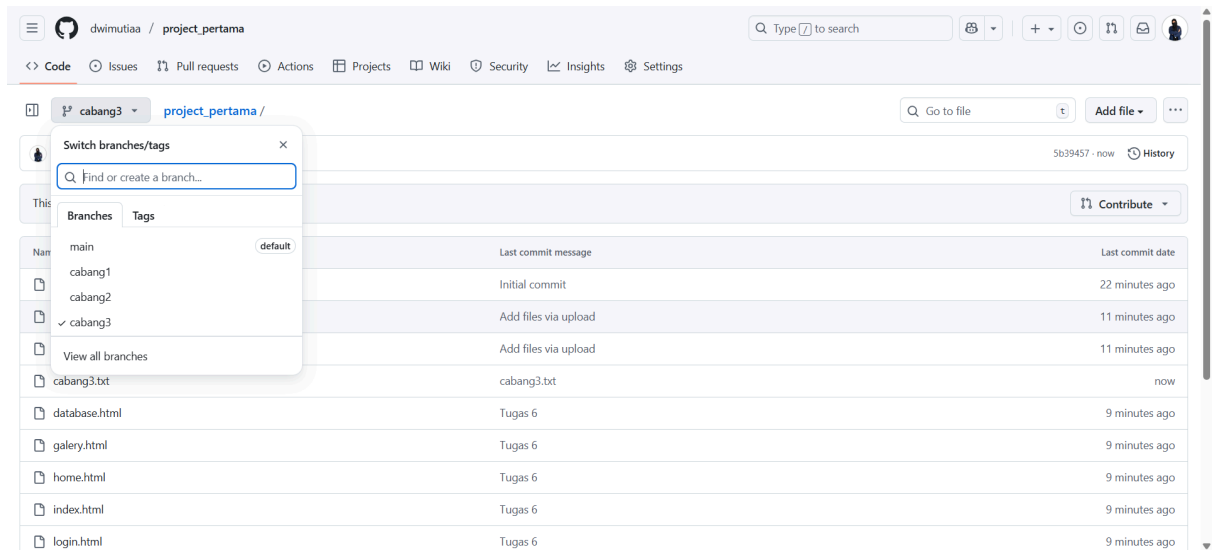 dwimutiaa / project_pertama
Type / to search
Code Issues Pull requests Actions Projects Wiki Security Insights Settings
cabang3 project_pertama /
Go to file t
Add file
Switch branches/tags
5b39457 · now History
Find or create a branch...
This
Contribute
Branches Tags
main default
Nam Last commit message Last commit date
cabang1
Initial commit 22 minutes ago
cabang2
Add files via upload 11 minutes ago
cabang3
Add files via upload 11 minutes ago
View all branches
cabang3.txt cabang3.txt now
database.html Tugas 6 9 minutes ago
galery.html Tugas 6 9 minutes ago
home.html Tugas 6 9 minutes ago
index.html Tugas 6 9 minutes ago
login.html Tugas 6 9 minutes ago